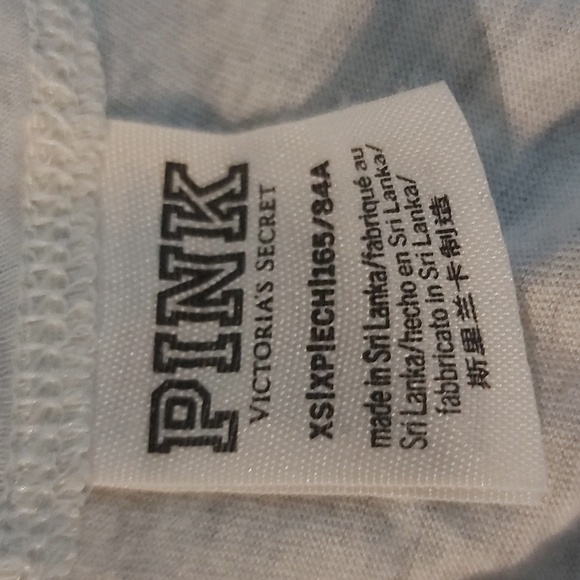 PINK
VICTORIA'S SECRET
XS|XP|ECH|165/84A
made in Sri Lanka/fabriqué au
Sri Lanka/hecho en Sri Lanka/
fabbricato in Sri Lanka/
斯里兰卡制造